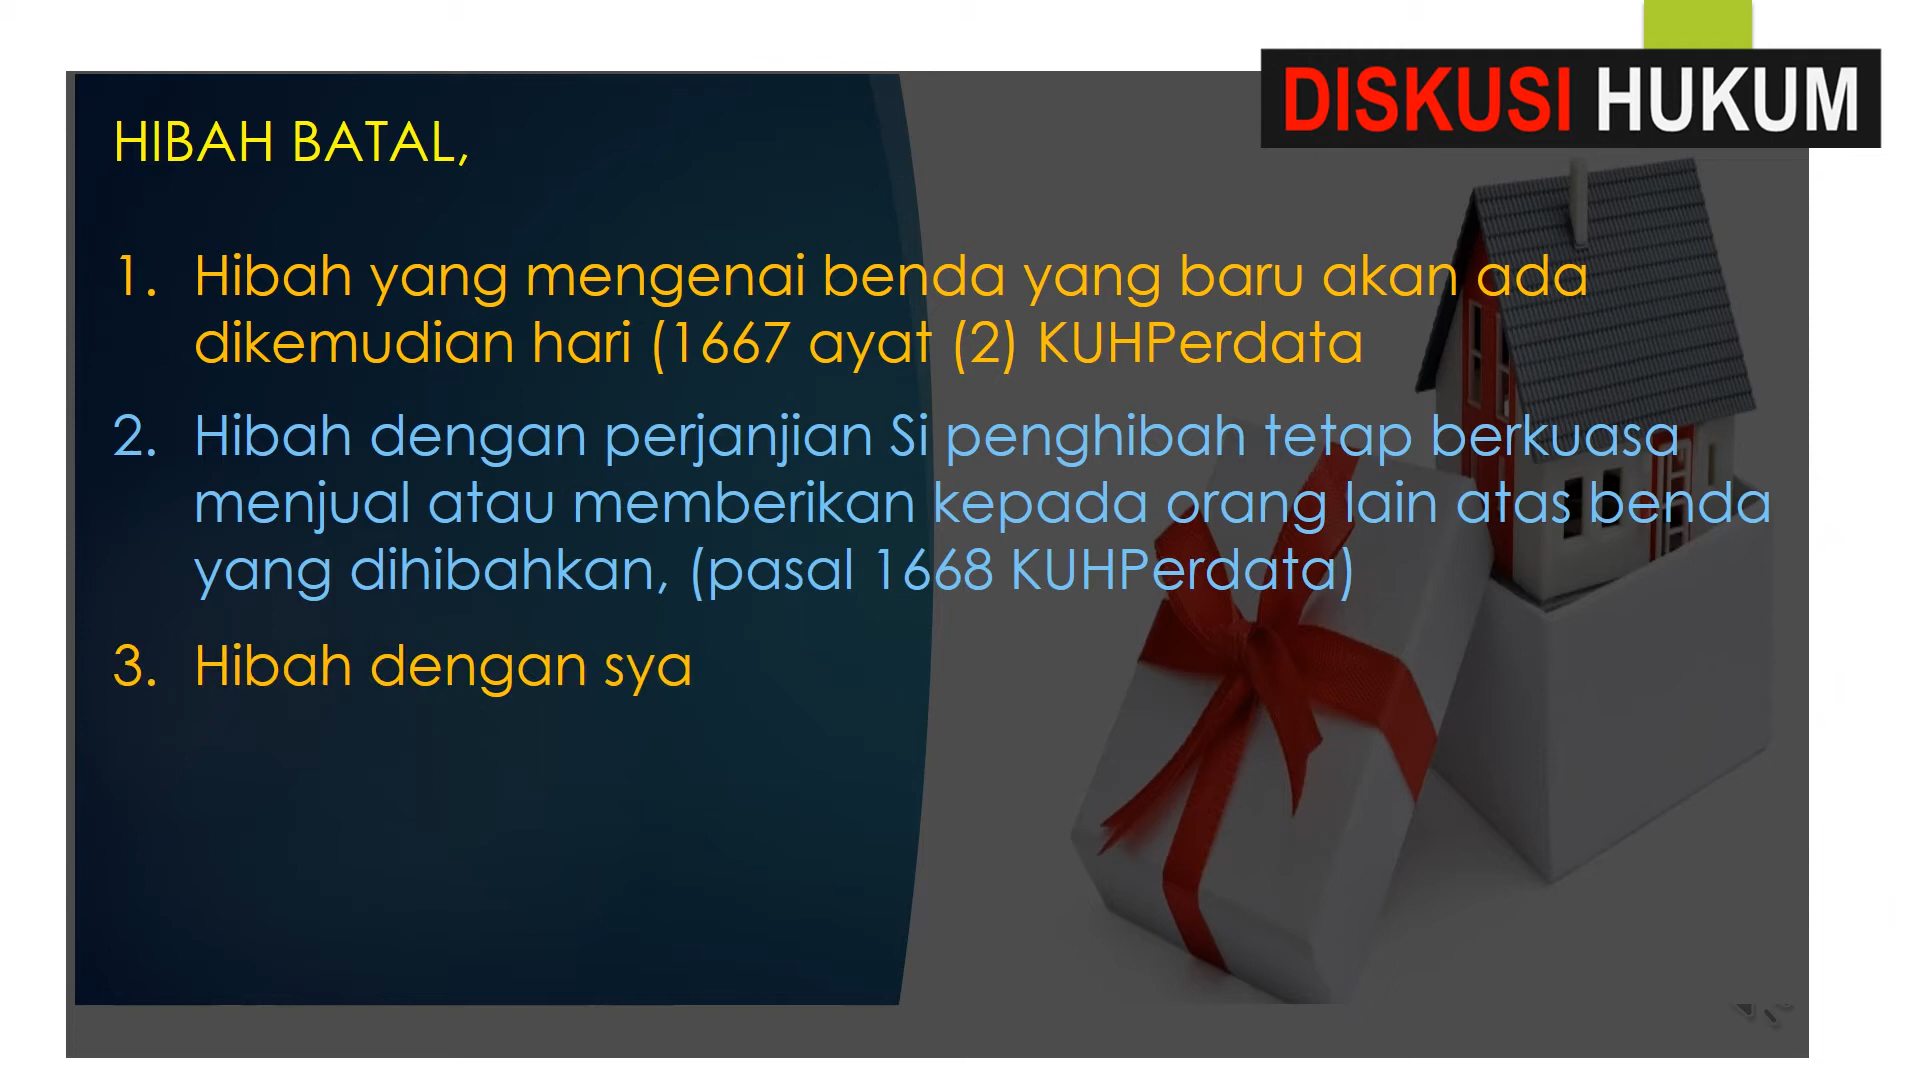 DISKUSI HUKUM
HIBAH BATAL,
1. Hibah yang mengenai benda yang baru akan ada
dikemudian hari (1667 ayat (2) KUHPerdata
2. Hibah dengan perjanjian Si penghibah tetap berkuasa
menjual atau memberikan kepada orang lain atas benda
yang dihibahkan, (pasal 1668 KUHPerdata)
3. Hibah dengan sya